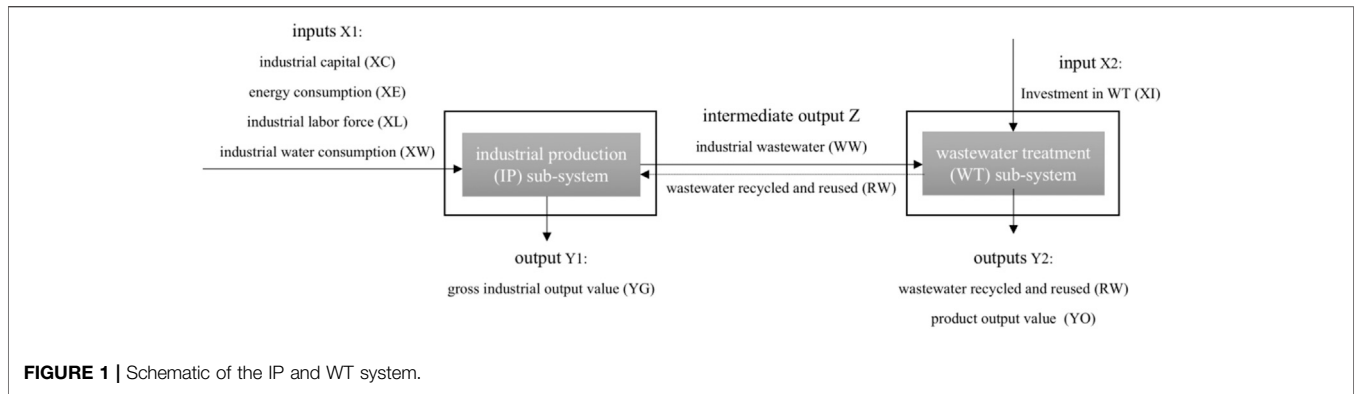 inputs X1:
industrial capital (XC)
energy consumption (XE)
industrial labor force (XL)
industrial water consumption (XW)
industrial production
(IP) sub-system
output Y1:
gross industrial output value (YG)
intermediate output Z
industrial wastewater (WW)
wastewater recycled and reused (RW)
input X2:
Investment in WT (XI)
wastewater treatment
(WT) sub-system
outputs Y2:
wastewater recycled and reused (RW)
product output value (YO)
FIGURE 1 | Schematic of the IP and WT system.